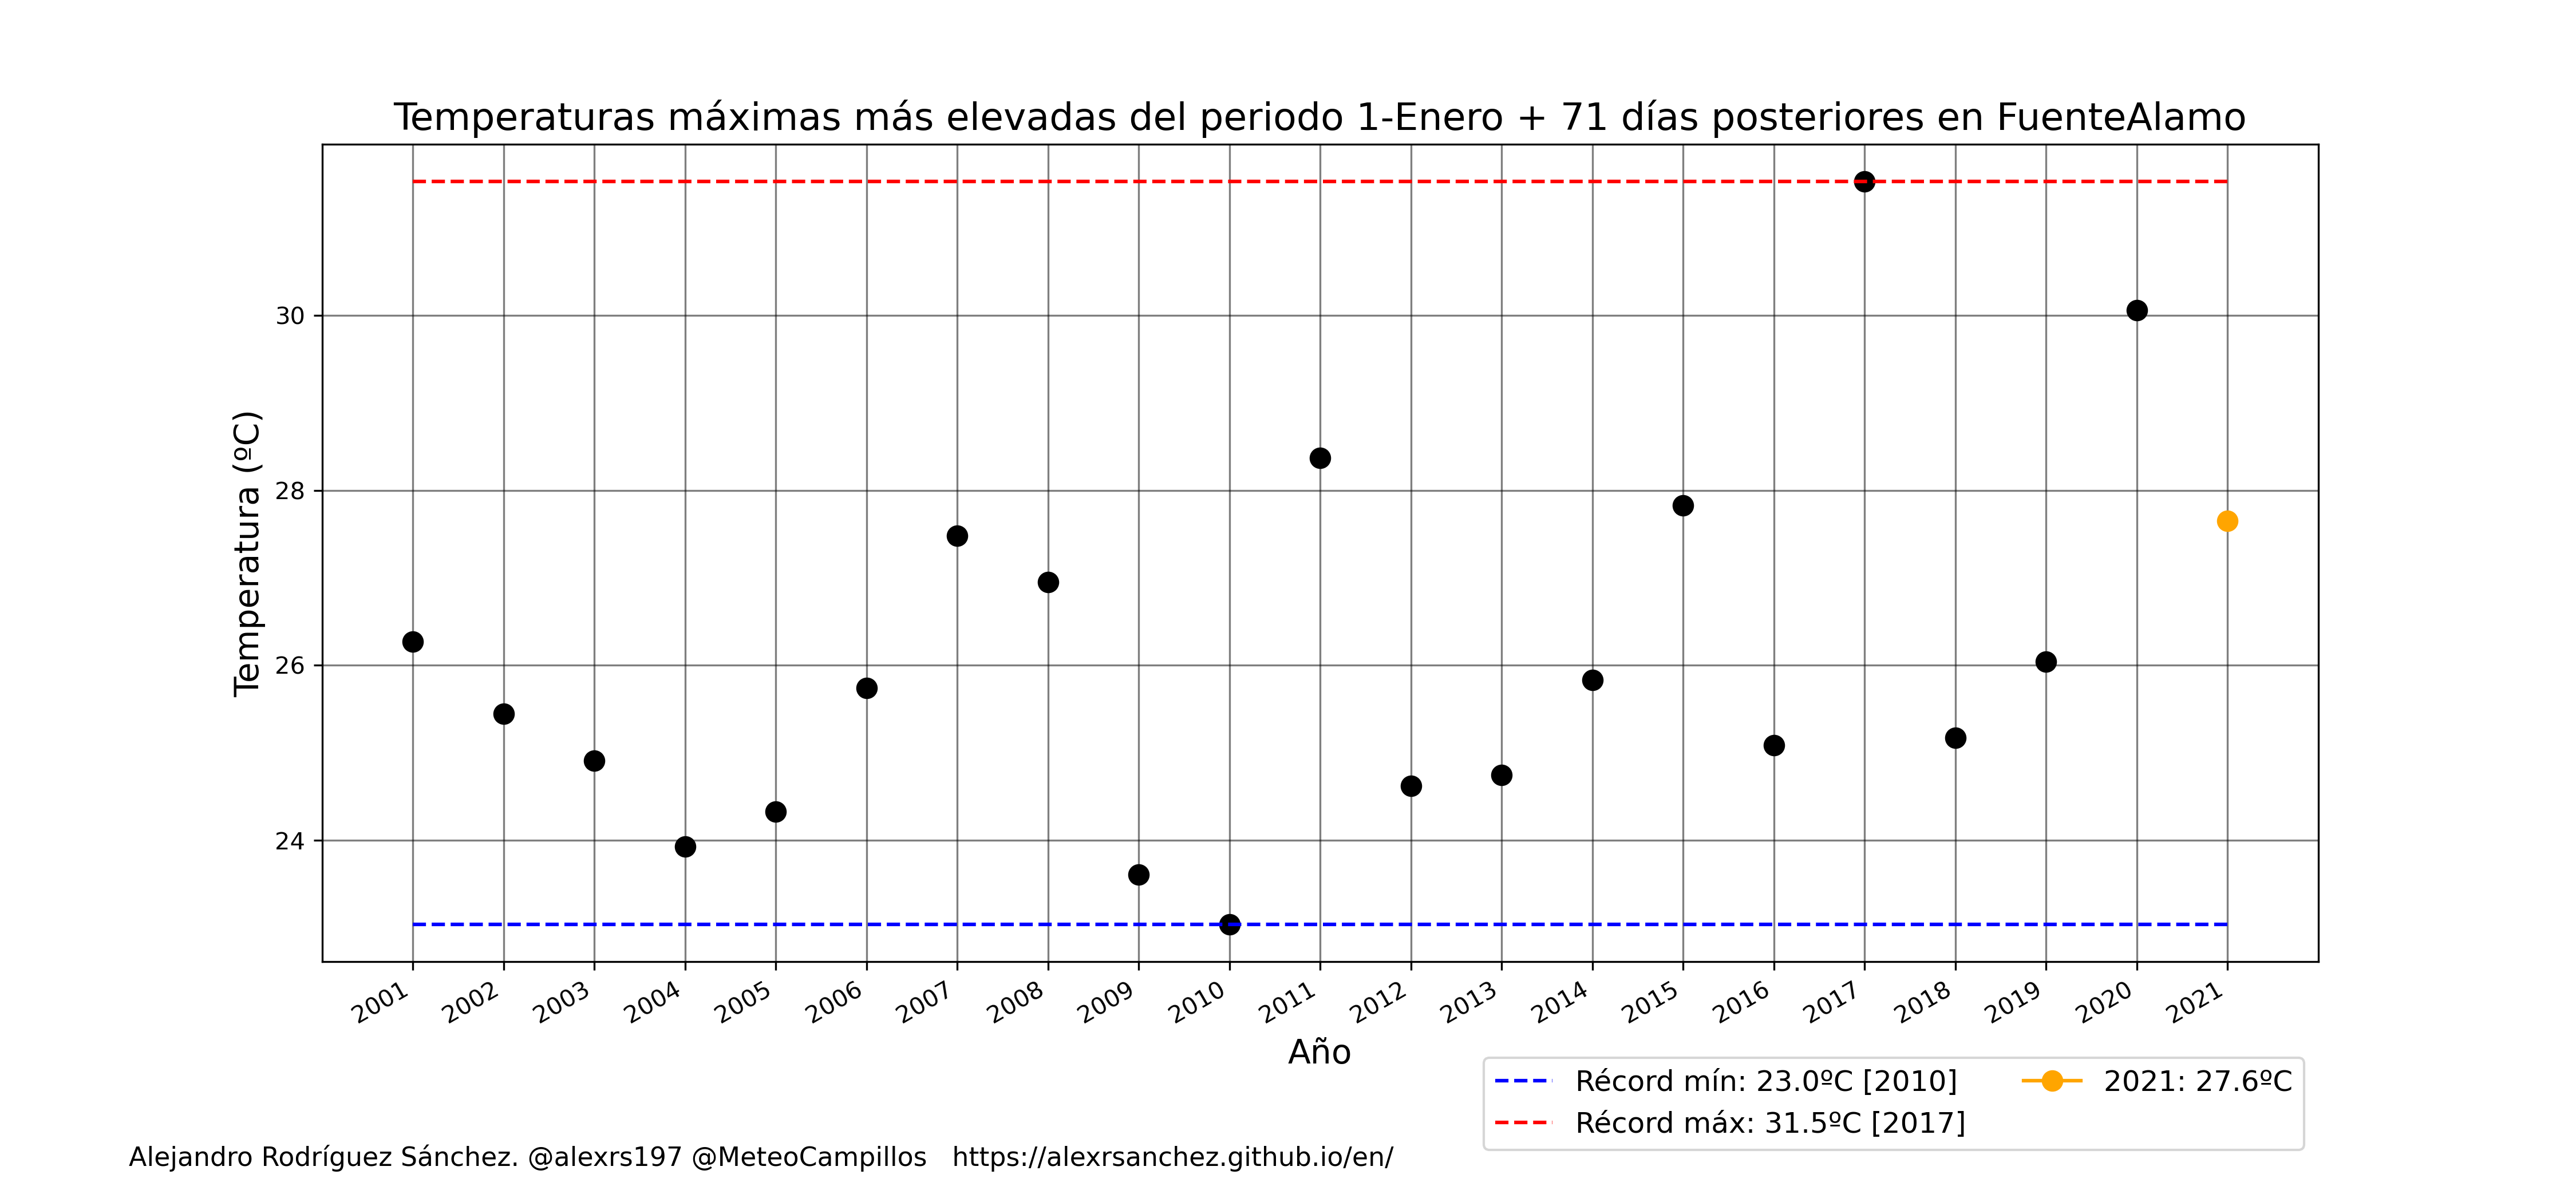 Temperaturas máximas más elevadas del periodo 1-Enero + 71 días posteriores en FuenteAlamo
Temperatura (ºC)
30
28
26
24
2001 2002 2003 2004 2005 2006 2007 2008 2009 2010 2011 2012 2013 2014 2015 2016 2017 2018 2019 2020 2021
Año
Récord mín: 23.0ºC [2010]
Récord máx: 31.5ºC [2017]
2021: 27.6ºC
Alejandro Rodríguez Sánchez. @alexrs197 @MeteoCampillos https://alexrsanchez.github.io/en/